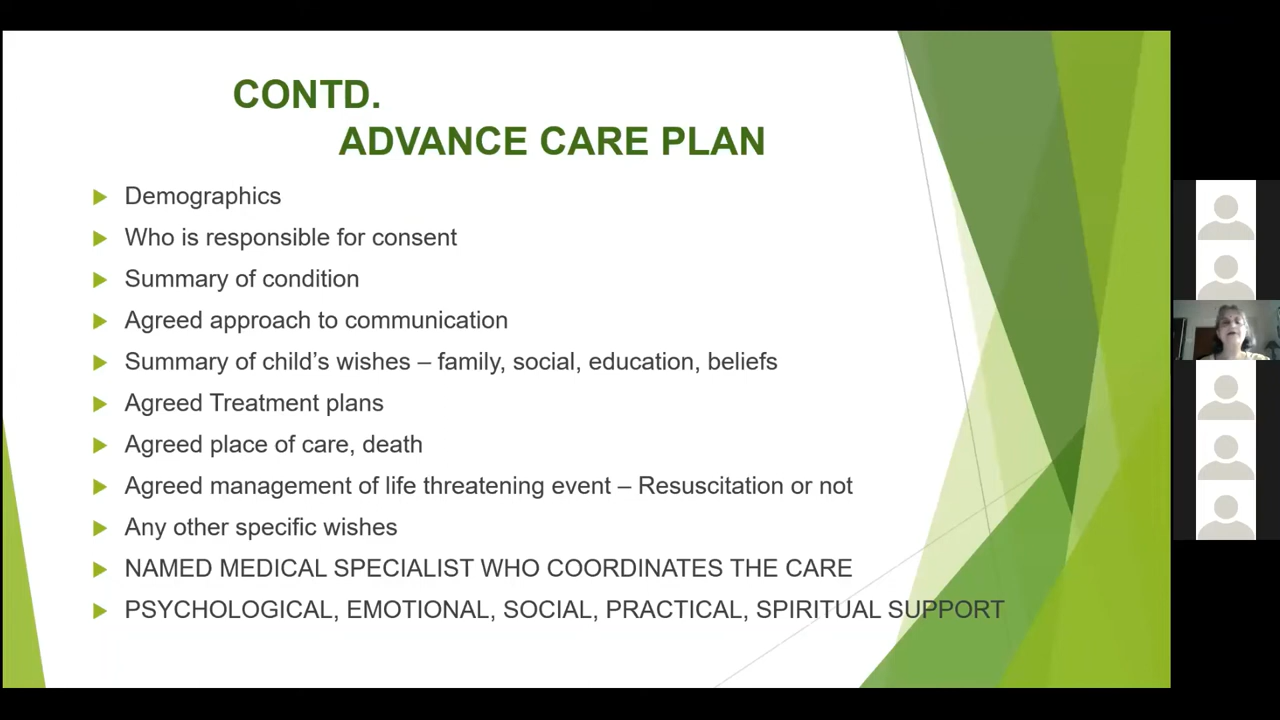 CONTD.
ADVANCE CARE PLAN
Demographics
Who is responsible for consent
Summary of condition
Agreed approach to communication
Summary of child’s wishes – family, social, education, beliefs
Agreed Treatment plans
Agreed place of care, death
Agreed management of life threatening event – Resuscitation or not
Any other specific wishes
NAMED MEDICAL SPECIALIST WHO COORDINATES THE CARE
PSYCHOLOGICAL, EMOTIONAL, SOCIAL, PRACTICAL, SPIRITUAL SUPPORT